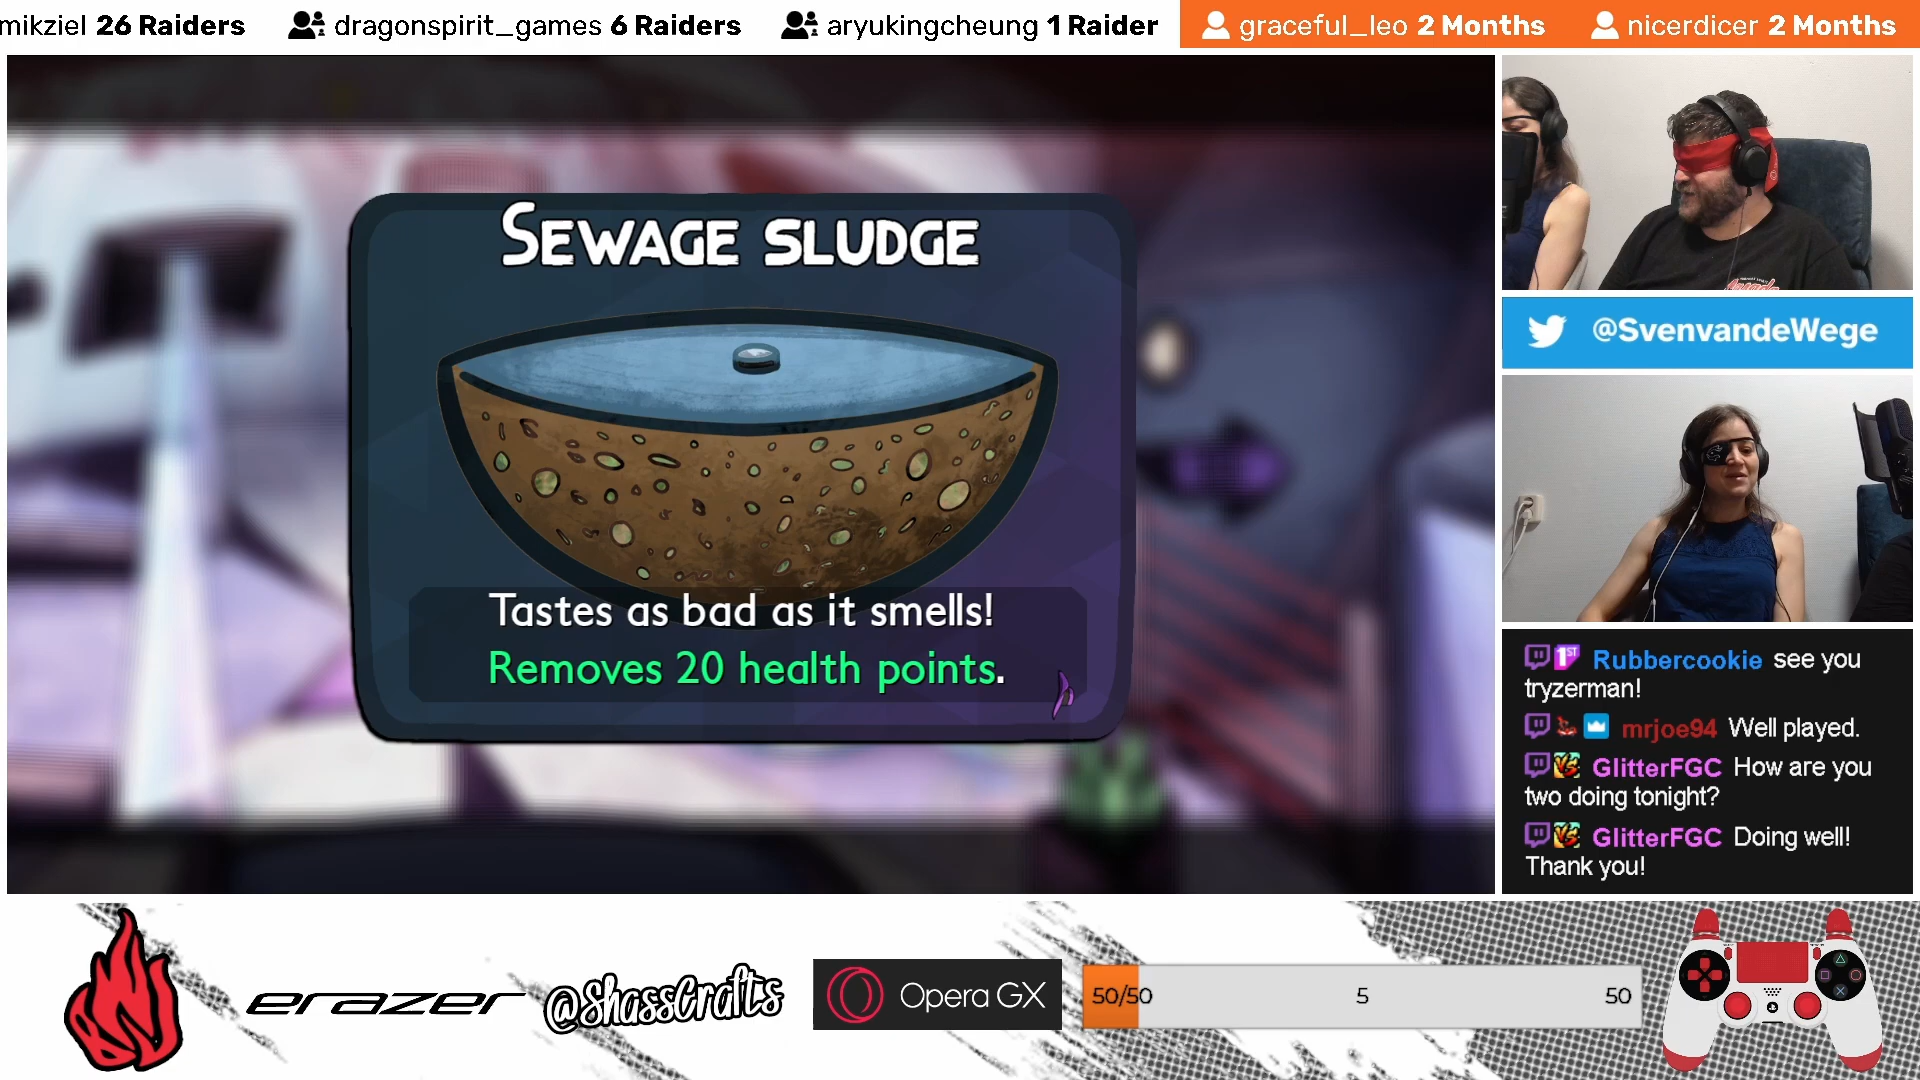 mikziel 26 Raiders dragonspirit_games 6 Raiders aryukingcheung 1 Raider graceful_leo 2 Months nicerdicer 2 Months
SEWAGE SLUDGE
Tastes as bad as it smells!
Removes 20 health points.
@SvenvandeWege
1ST Rubbercookie see you
tryzerman!
mrjoe94 Well played.
GlitterFGC How are you
two doing tonight?
GlitterFGC Doing well!
Thank you!
erazer
@ShassCrafts
Opera GX
50/50 5 50